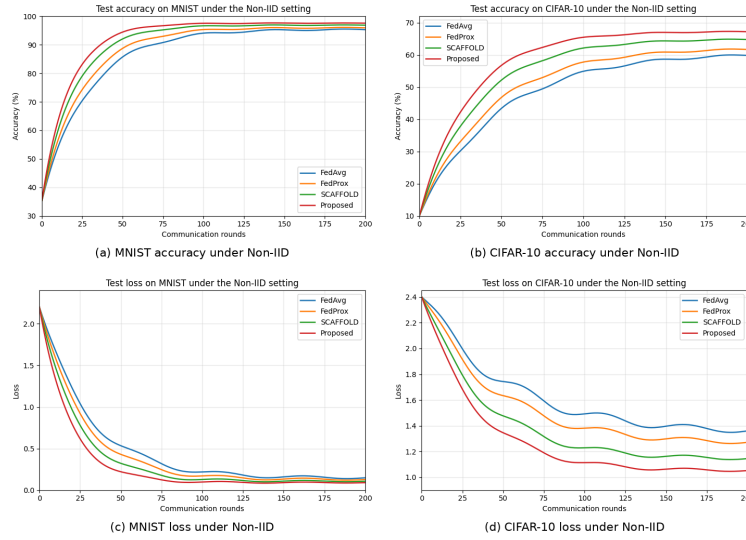 Test accuracy on MNIST under the Non-IID setting
100
90
80
70
60
50
40
30
Accuracy (%)
FedAvg
FedProx
SCAFFOLD
Proposed
0 25 50 75 100 125 150 175 200
Communication rounds
(a) MNIST accuracy under Non-IID
Test accuracy on CIFAR-10 under the Non-IID setting
70
60
50
40
30
20
10
Accuracy (%)
FedAvg
FedProx
SCAFFOLD
Proposed
0 25 50 75 100 125 150 175 200
Communication rounds
(b) CIFAR-10 accuracy under Non-IID
Test loss on MNIST under the Non-IID setting
2.0
1.5
1.0
0.5
0.0
Loss
FedAvg
FedProx
SCAFFOLD
Proposed
0 25 50 75 100 125 150 175 200
Communication rounds
(c) MNIST loss under Non-IID
Test loss on CIFAR-10 under the Non-IID setting
2.4
2.2
2.0
1.8
1.6
1.4
1.2
1.0
Loss
FedAvg
FedProx
SCAFFOLD
Proposed
0 25 50 75 100 125 150 175 200
Communication rounds
(d) CIFAR-10 loss under Non-IID